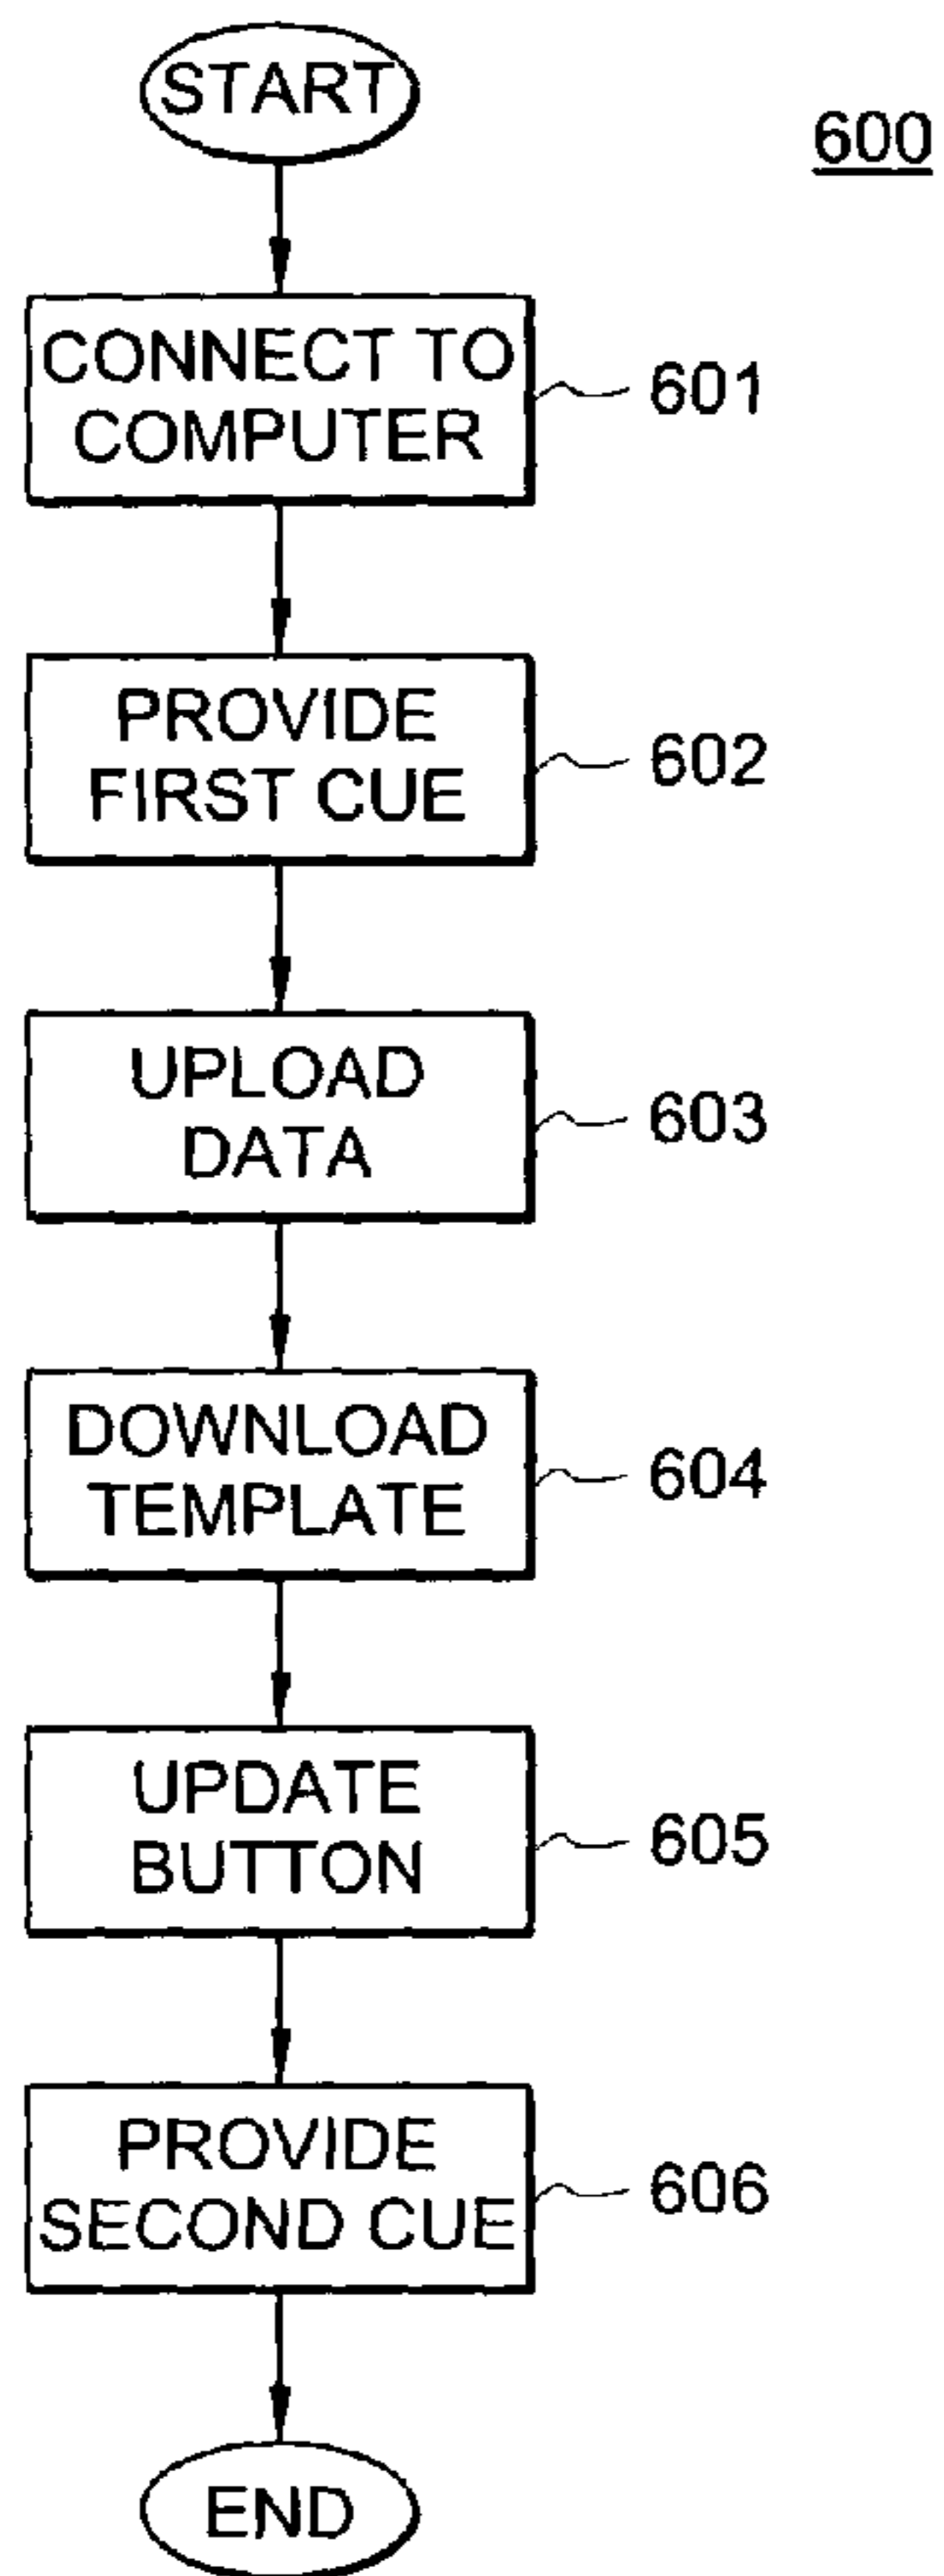 START
600
CONNECT TO
COMPUTER
601
PROVIDE
FIRST CUE
602
UPLOAD
DATA
603
DOWNLOAD
TEMPLATE
604
UPDATE
BUTTON
605
PROVIDE
SECOND CUE
606
END